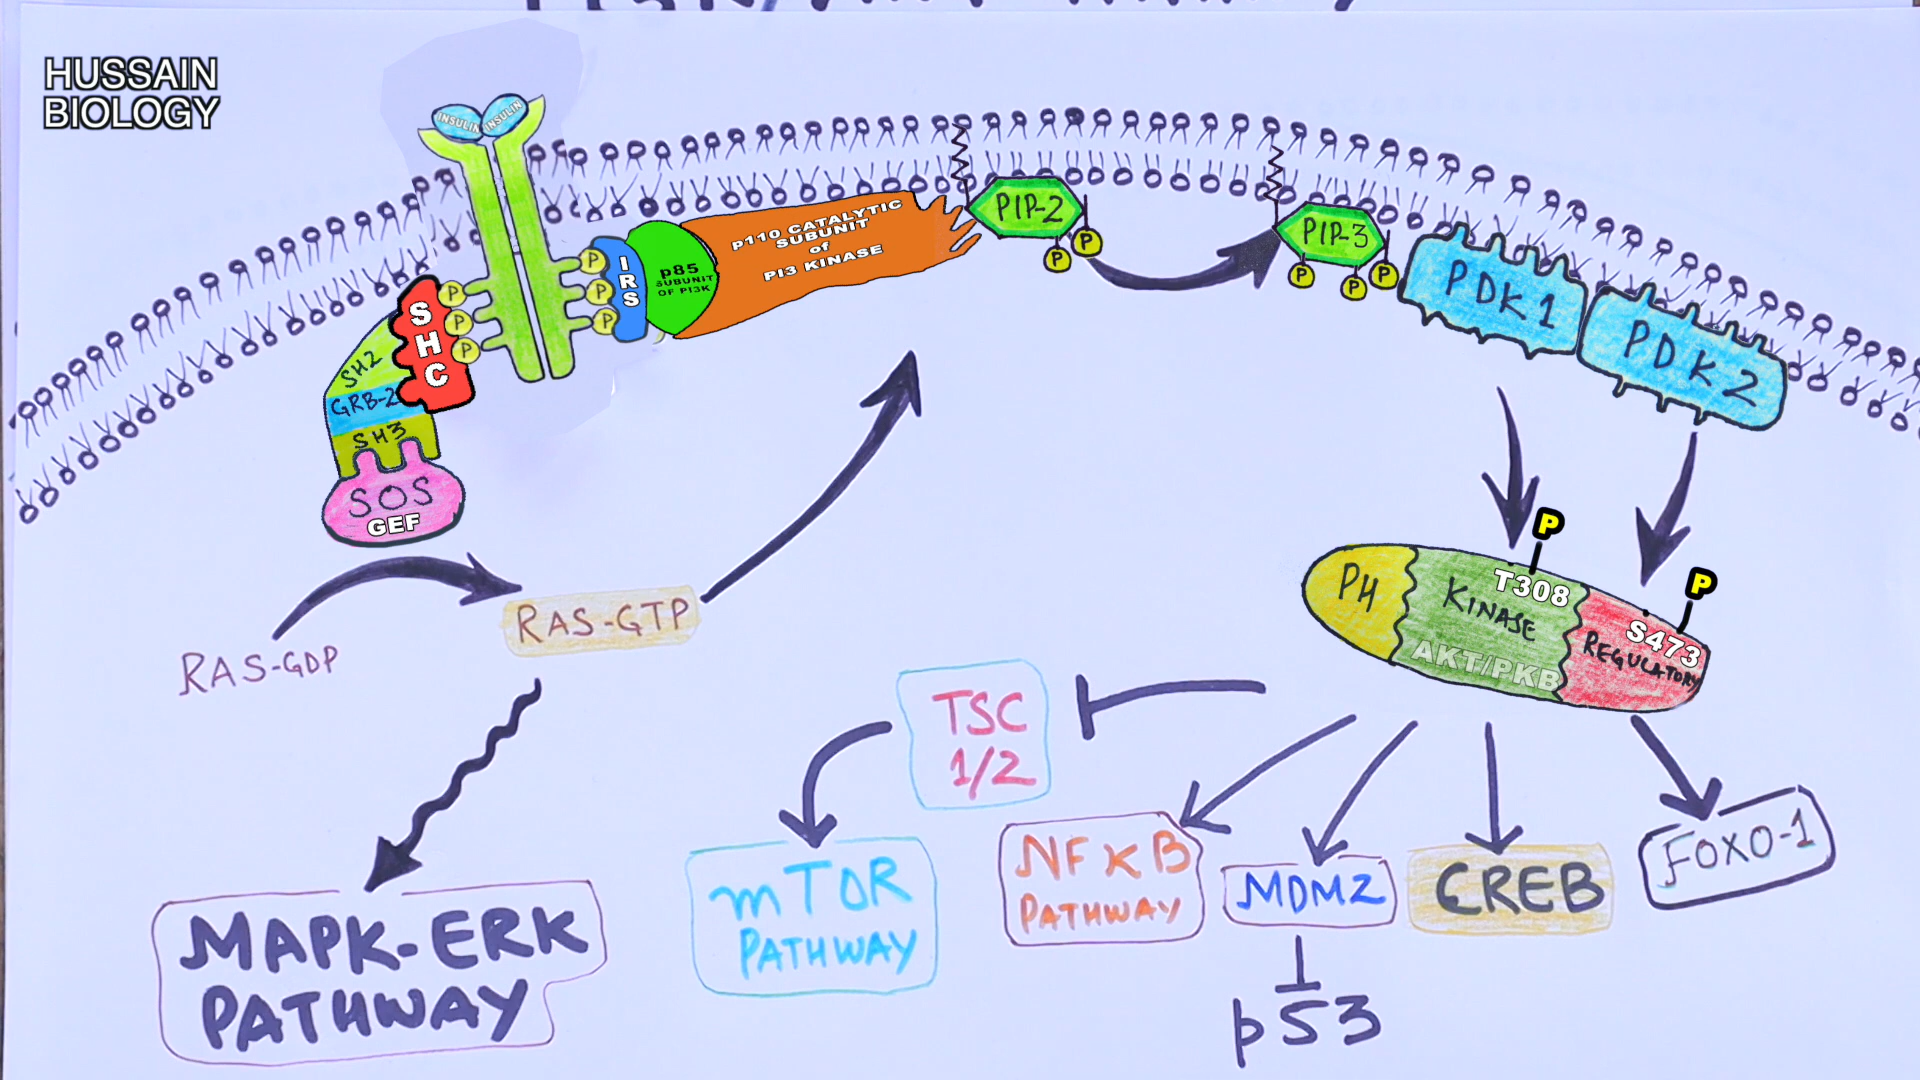 HUSSAIN
BIOLOGY
INSULIN
INSULIN
P
P
P
P
P
P
SHC
IRS
p85
SUBUNIT
OF PI3K
p110 CATALYTIC
SUBUNIT
of
PI3 KINASE
PIP-2
P
P
PIP-3
P
P
P
PDK1
PDK2
SH2
GRB-2
SH3
SOS
GEF
RAS-GDP
RAS-GTP
P
P
PH
KINASE
T308
AKT/PKB
S473
REGULATORY
TSC
1/2
MAPK-ERK
PATHWAY
mTOR
PATHWAY
NFKB
PATHWAY
MDM2
p53
CREB
FOXO-1